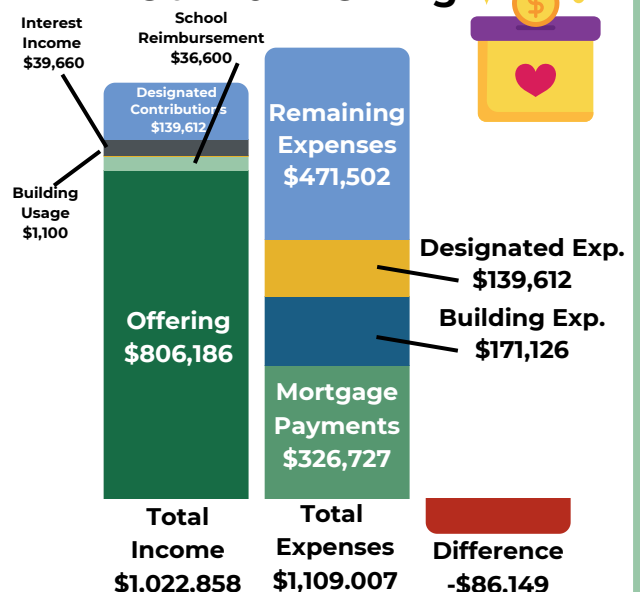 Interest
Income
$39,660
School
Reimbursement
$36,600
Designated
Contributions
$139,612
Building
Usage
$1,100
Offering
$806,186
Remaining
Expenses
$471,502
Designated Exp.
$139,612
Building Exp.
$171,126
Mortgage
Payments
$326,727
Total
Income
$1,022,858
Total
Expenses
$1,109.007
Difference
-$86,149
$